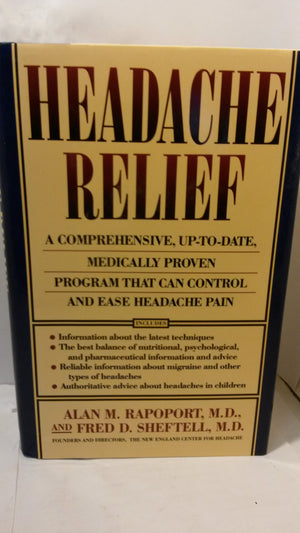 HEADACHE
RELIEF
A COMPREHENSIVE, UP-TO-DATE,
MEDICALLY PROVEN
PROGRAM THAT CAN CONTROL
AND EASE HEADACHE PAIN
INCLUDES
• Information about the latest techniques
• The best balance of nutritional, psychological,
and pharmaceutical information and advice
• Reliable information about migraine and other
types of headaches
• Authoritative advice about headaches in children
ALAN M. RAPOPORT, M.D.,
AND FRED D. SHEFTELL, M.D.
FOUNDERS AND DIRECTORS, THE NEW ENGLAND CENTER FOR HEADACHE